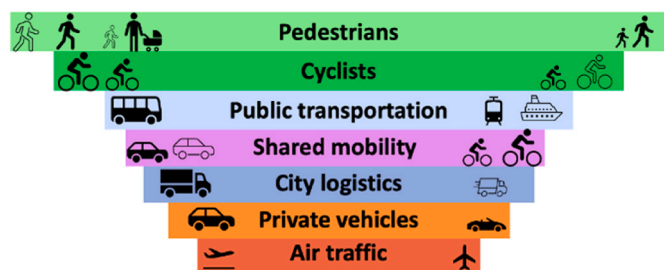 Pedestrians
Cyclists
Public transportation
Shared mobility
City logistics
Private vehicles
Air traffic